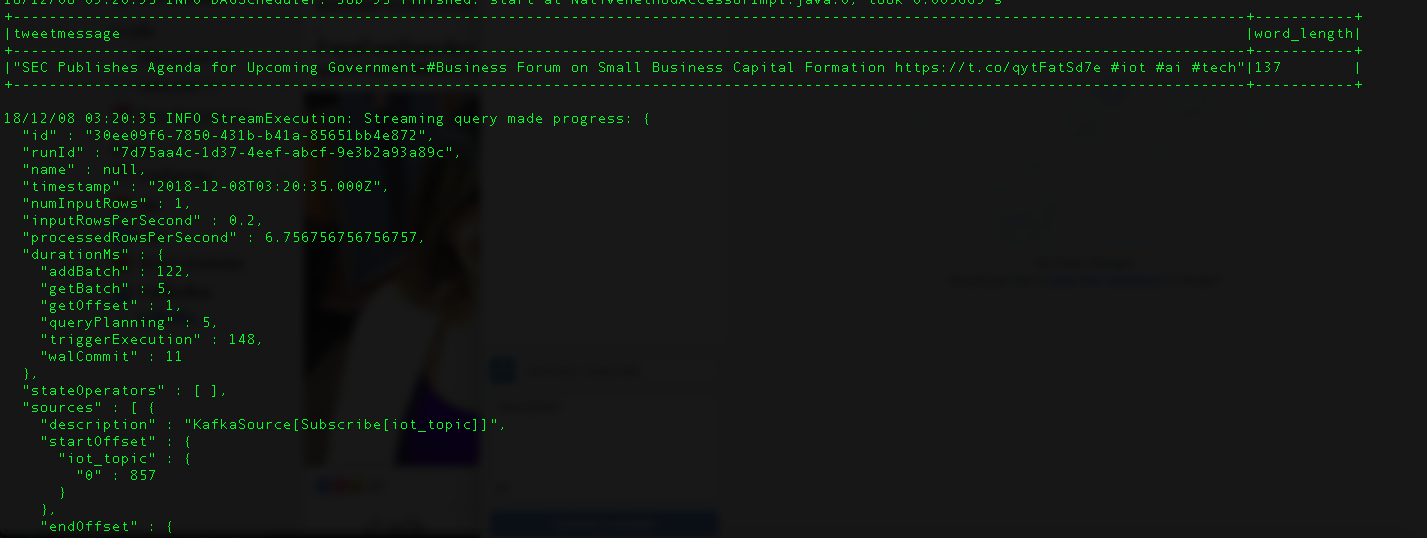 18/12/08 03:20:35 INFO DAGScheduler: Job 93 finished: start at NativeMethodAccessorImpl.java:0, took 0.005669 s
|tweetmessage |word_length|
|"SEC Publishes Agenda for Upcoming Government-#Business Forum on Small Business Capital Formation https://t.co/qytFatSd7e #iot #ai #tech"|137 |
18/12/08 03:20:35 INFO StreamExecution: Streaming query made progress: {
"id" : "30ee09f6-7850-431b-b41a-85651bb4e872",
"runId" : "7d75aa4c-1d37-4eef-abcf-9e3b2a93a89c",
"name" : null,
"timestamp" : "2018-12-08T03:20:35.000Z",
"numInputRows" : 1,
"inputRowsPerSecond" : 0.2,
"processedRowsPerSecond" : 6.756756756756757,
"durationMs" : {
"addBatch" : 122,
"getBatch" : 5,
"getOffset" : 1,
"queryPlanning" : 5,
"triggerExecution" : 148,
"walCommit" : 11
},
"stateOperators" : [ ],
"sources" : [ {
"description" : "KafkaSource[Subscribe[iot_topic]]",
"startOffset" : {
"iot_topic" : {
"0" : 857
}
},
"endOffset" : {